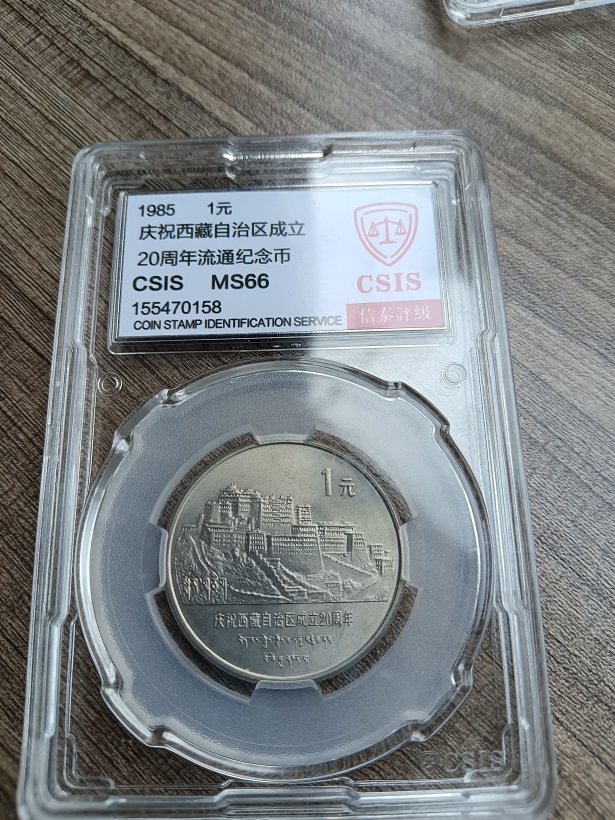 1985 1元
庆祝西藏自治区成立
20周年流通纪念币
CSIS MS66
155470158
COIN STAMP IDENTIFICATION SERVICE
CSIS
信泰評級
1元
庆祝西藏自治区成立20周年
csis